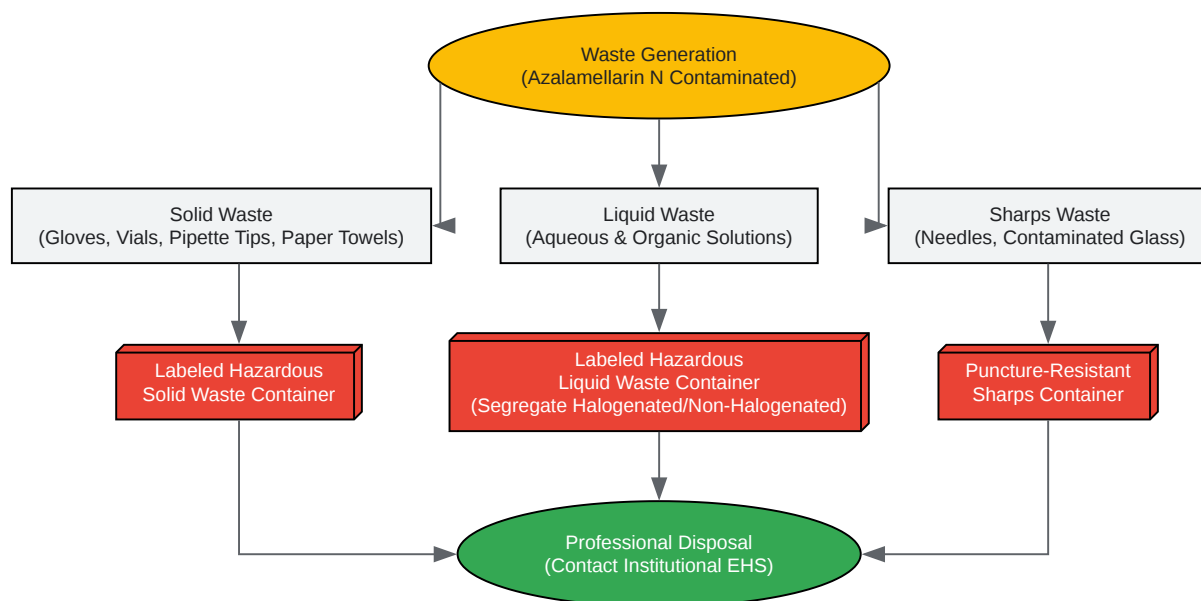 Waste Generation
(Azalamellarin N Contaminated)
Solid Waste
(Gloves, Vials, Pipette Tips, Paper Towels)
Liquid Waste
(Aqueous & Organic Solutions)
Sharps Waste
(Needles, Contaminated Glass)
Labeled Hazardous
Solid Waste Container
Labeled Hazardous
Liquid Waste Container
(Segregate Halogenated/Non-Halogenated)
Puncture-Resistant
Sharps Container
Professional Disposal
(Contact Institutional EHS)